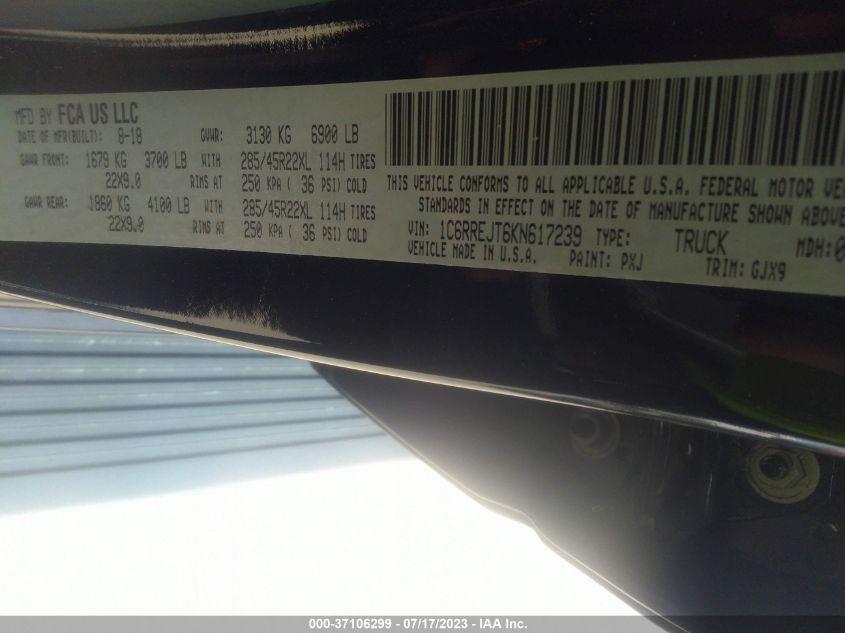 MFD BY FCA US LLC
DATE OF MFR(BUILT): 8-18 GVWR: 3130 KG 6900 LB
GAWR FRONT: 1679 KG 3700 LB WITH 285/45R22XL 114H TIRES
22X9.0 RIMS AT 250 KPA ( 36 PSI) COLD
GAWR REAR: 1860 KG 4100 LB WITH 285/45R22XL 114H TIRES
22X9.0 RIMS AT 250 KPA ( 36 PSI) COLD
THIS VEHICLE CONFORMS TO ALL APPLICABLE U.S.A. FEDERAL MOTOR VE
STANDARDS IN EFFECT ON THE DATE OF MANUFACTURE SHOWN ABOVE
VIN: 1C6RREJT6KN617239 TYPE: TRUCK MDH:0
VEHICLE MADE IN U.S.A. PAINT: PXJ TRIM: GJX9
000-37106299 - 07/17/2023 - IAA Inc.